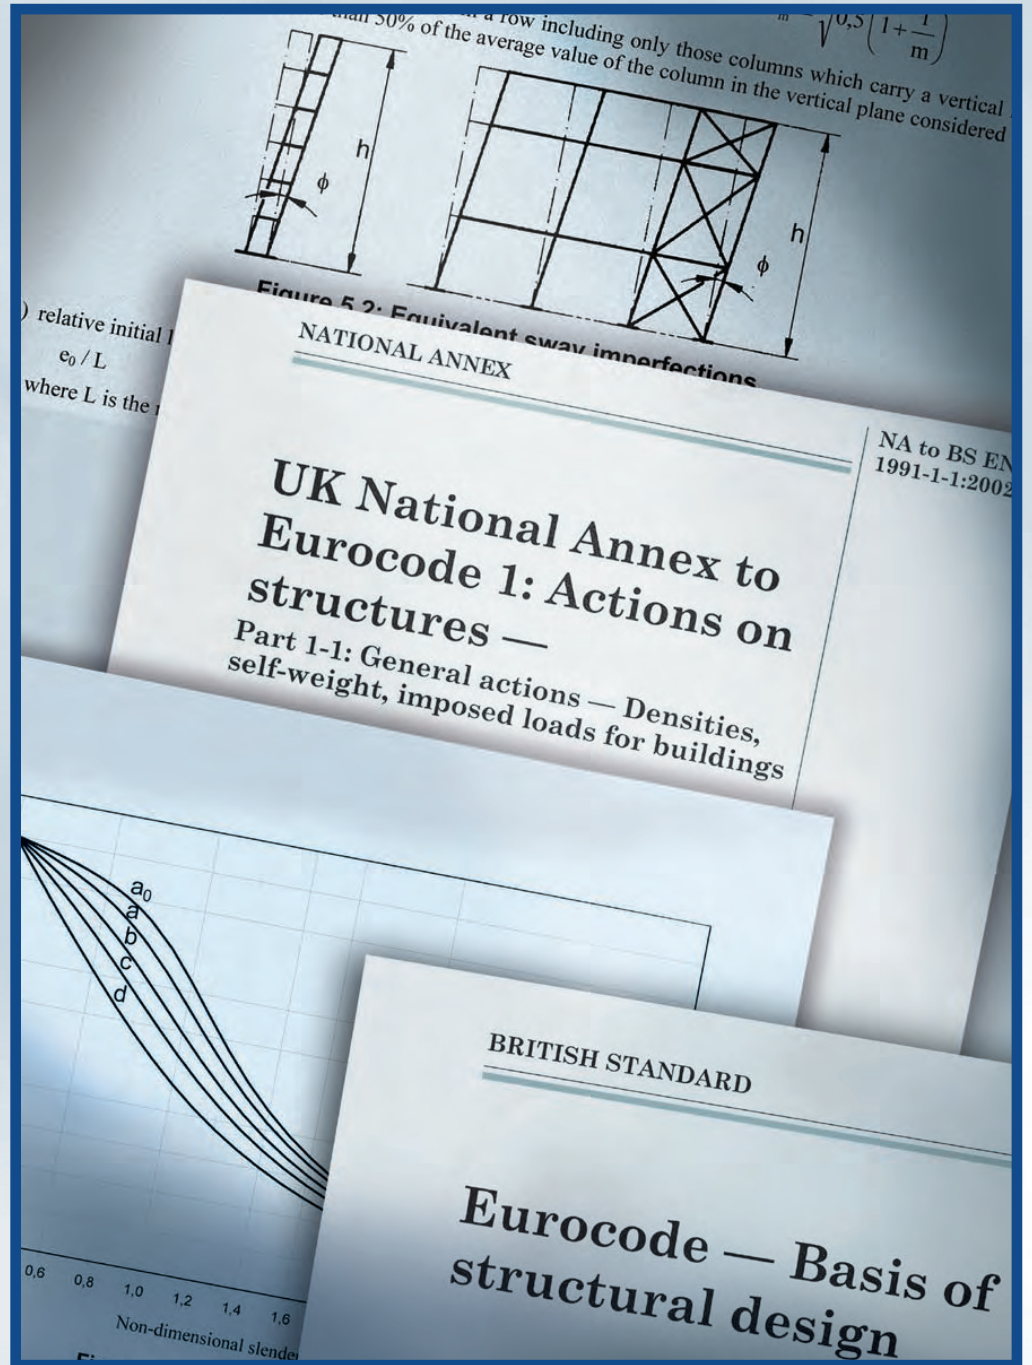 a row including only those columns which carry a vertical
than 50% of the average value of the column in the vertical plane considered
m
0,5 ( 1+ 1
m )
h
ϕ
h
ϕ
Figure 5.2: Equivalent sway imperfections
) relative initial
e0 / L
where L is the
NATIONAL ANNEX
NA to BS EN
1991-1-1:2002
UK National Annex to
Eurocode 1: Actions on
structures —
Part 1-1: General actions — Densities,
self-weight, imposed loads for buildings
a0
a
b
c
d
0,6 0,8 1,0 1,2 1,4 1,6
Non-dimensional slende
BRITISH STANDARD
Eurocode — Basis of
structural design